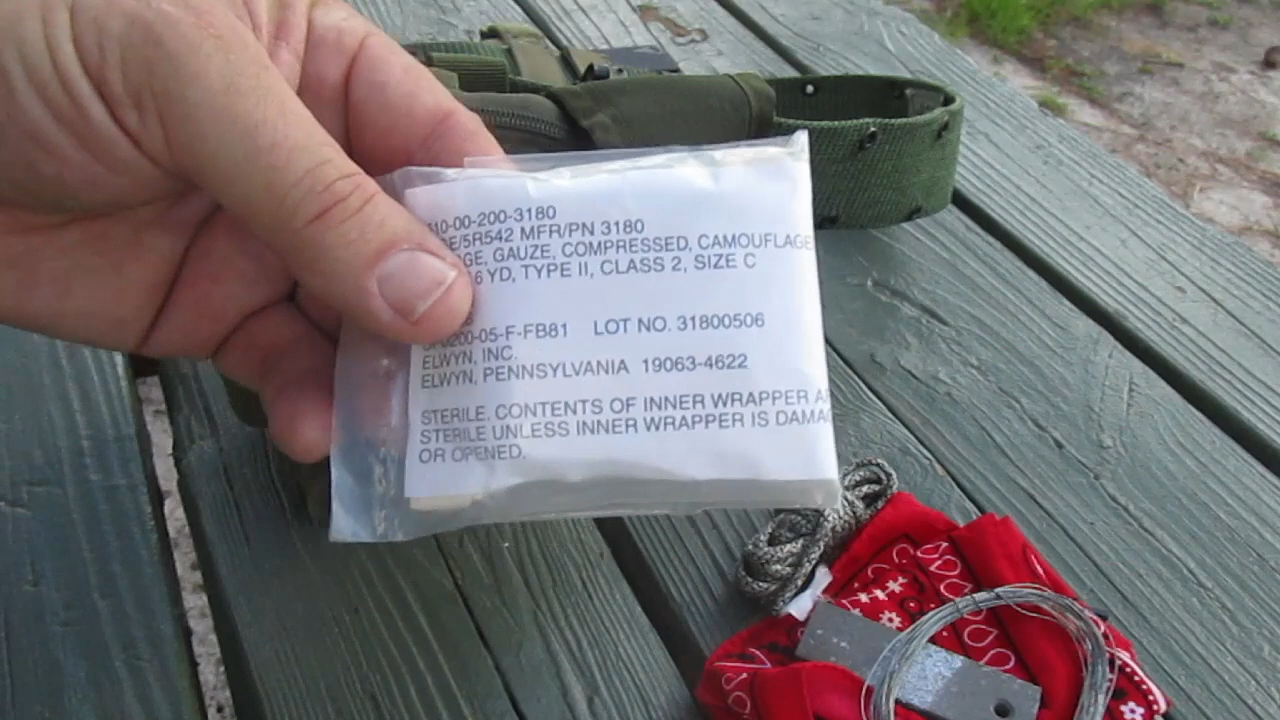 10-00-200-3180
E/5R542 MFR/PN 3180
GE, GAUZE, COMPRESSED, CAMOUFLAGE
6 YD, TYPE II, CLASS 2, SIZE C
0200-05-F-FB81 LOT NO. 31800506
ELWYN, INC.
ELWYN, PENNSYLVANIA 19063-4622
STERILE. CONTENTS OF INNER WRAPPER
STERILE UNLESS INNER WRAPPER IS DAMA
OR OPENED.